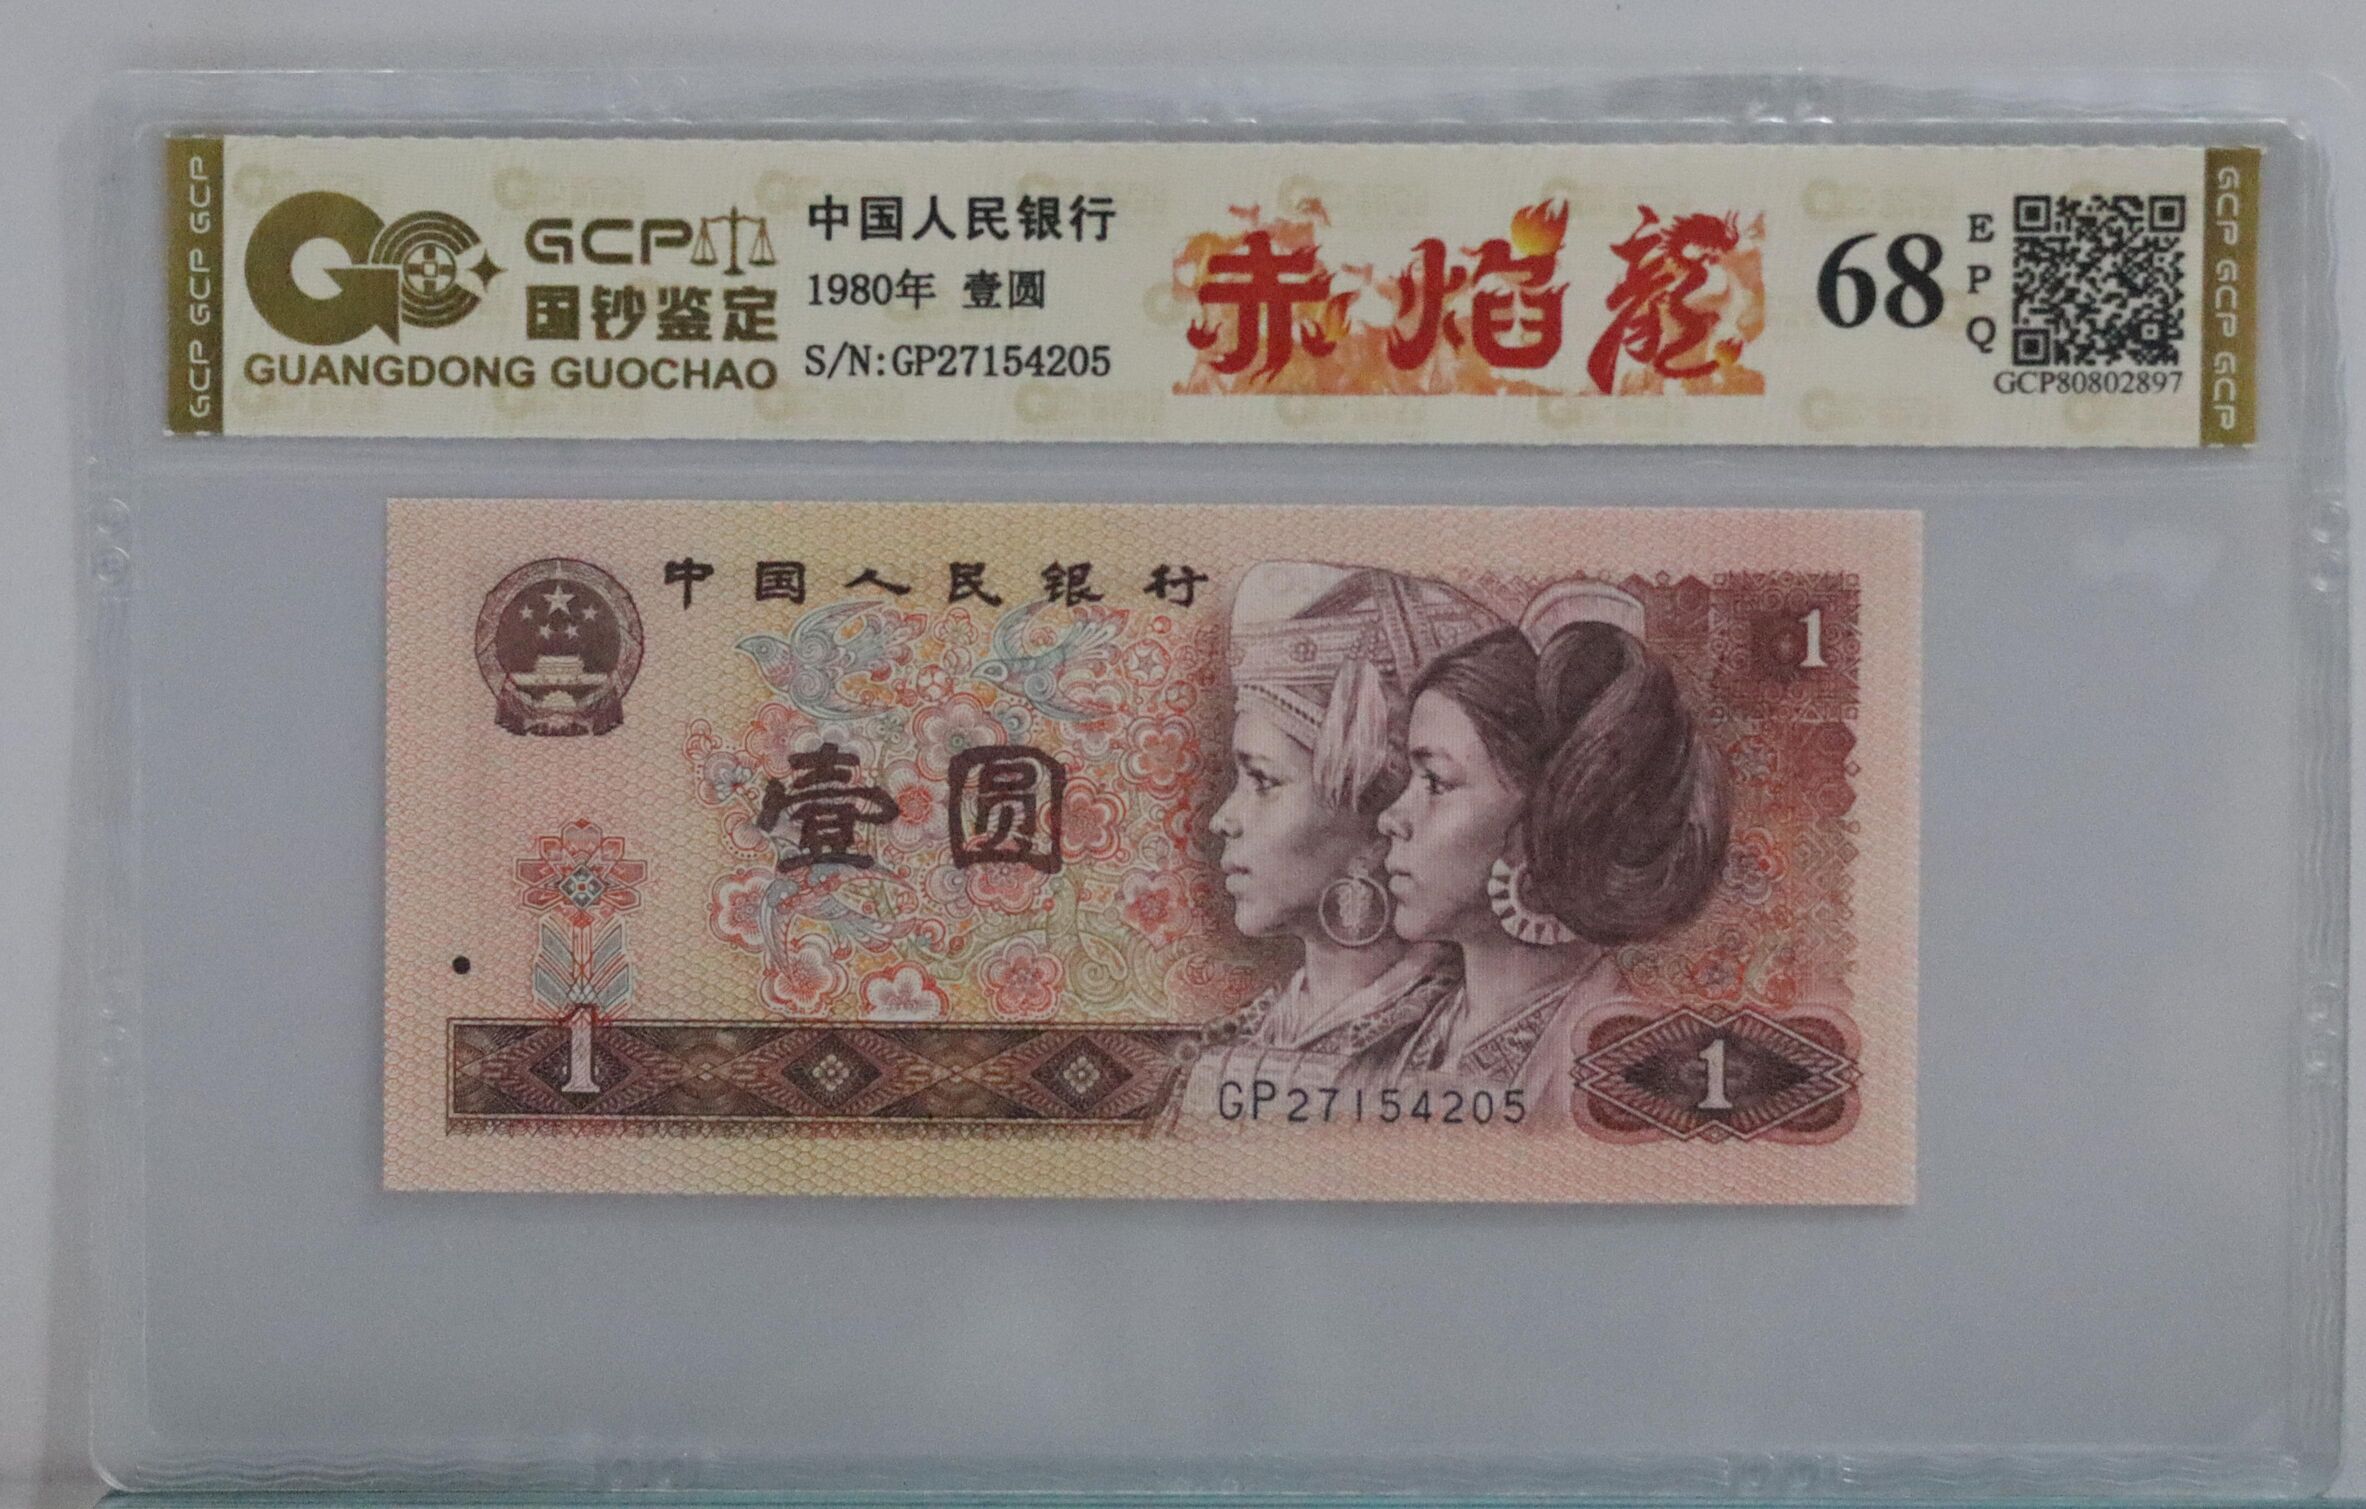 GCP GCP GCP
GCP
国钞鉴定
GUANGDONG GUOCHAO
中国人民银行
1980年 壹圆
S/N:GP27154205
赤焰龍
68
EPQ
GCP80802897
GCP GCP GCP
中国人民银行
1
壹圆
1
GP27154205
1